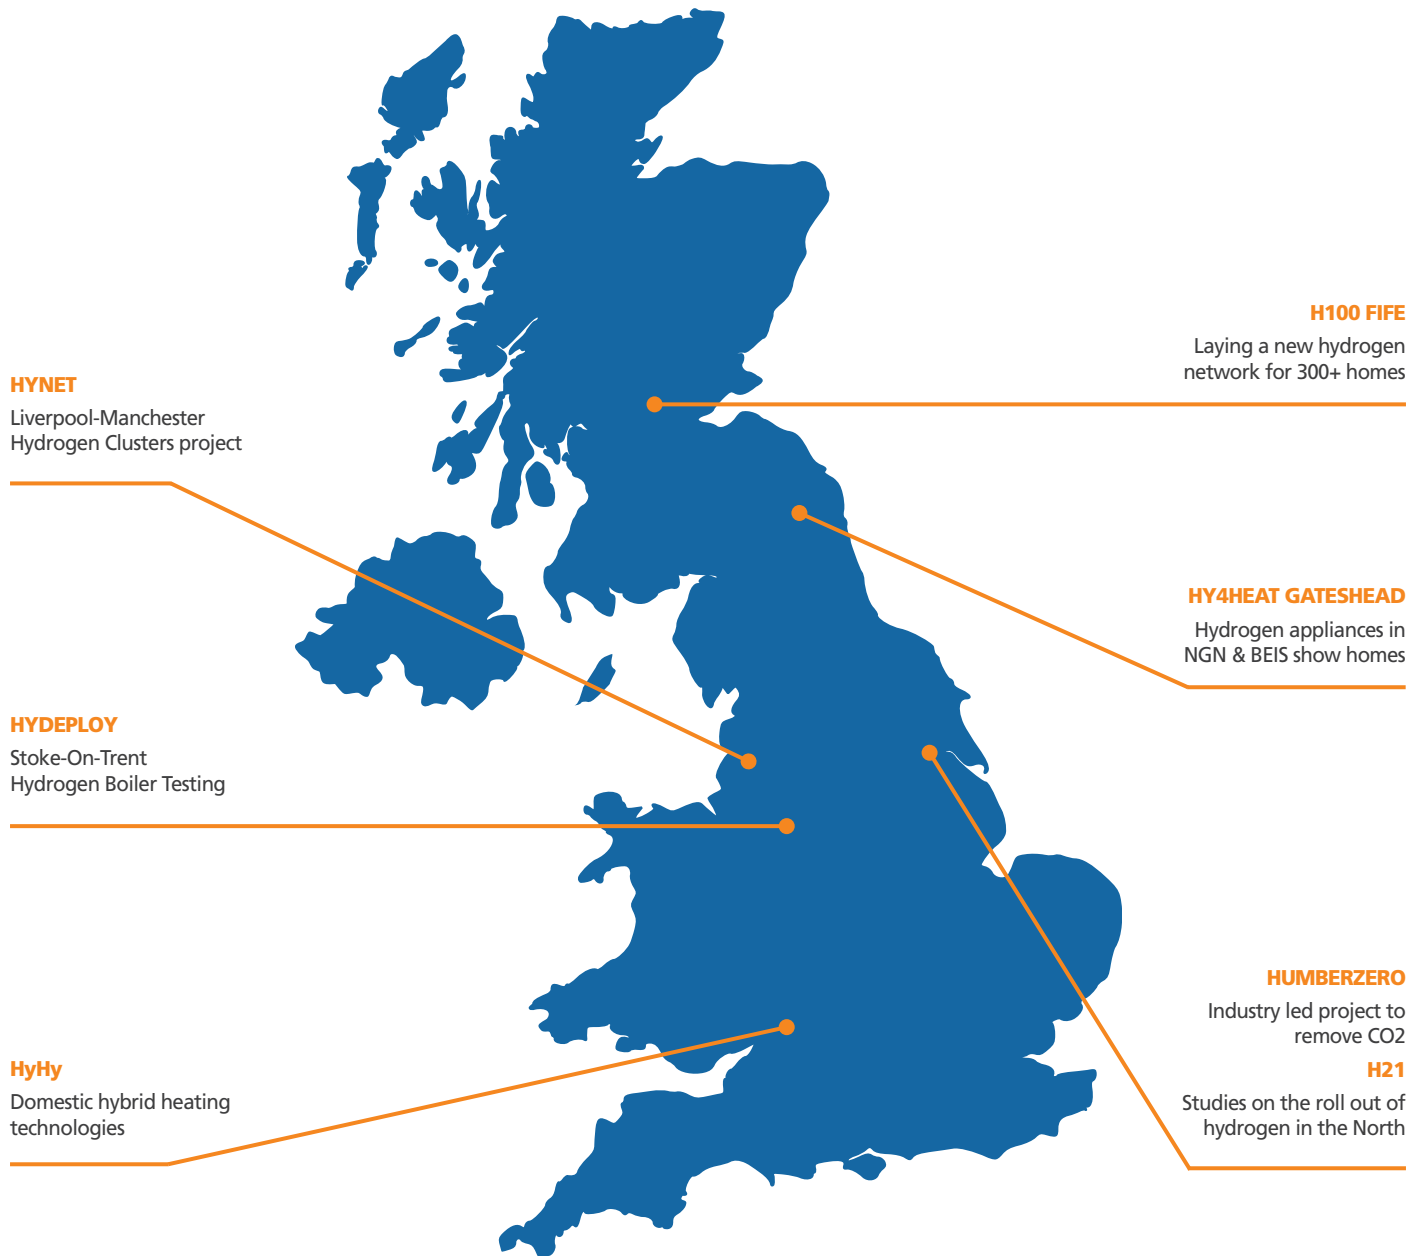 HYNET
Liverpool-Manchester
Hydrogen Clusters project
HYDEPLOY
Stoke-On-Trent
Hydrogen Boiler Testing
HyHy
Domestic hybrid heating
technologies
H100 FIFE
Laying a new hydrogen
network for 300+ homes
HY4HEAT GATESHEAD
Hydrogen appliances in
NGN & BEIS show homes
HUMBERZERO
Industry led project to
remove CO2
H21
Studies on the roll out of
hydrogen in the North